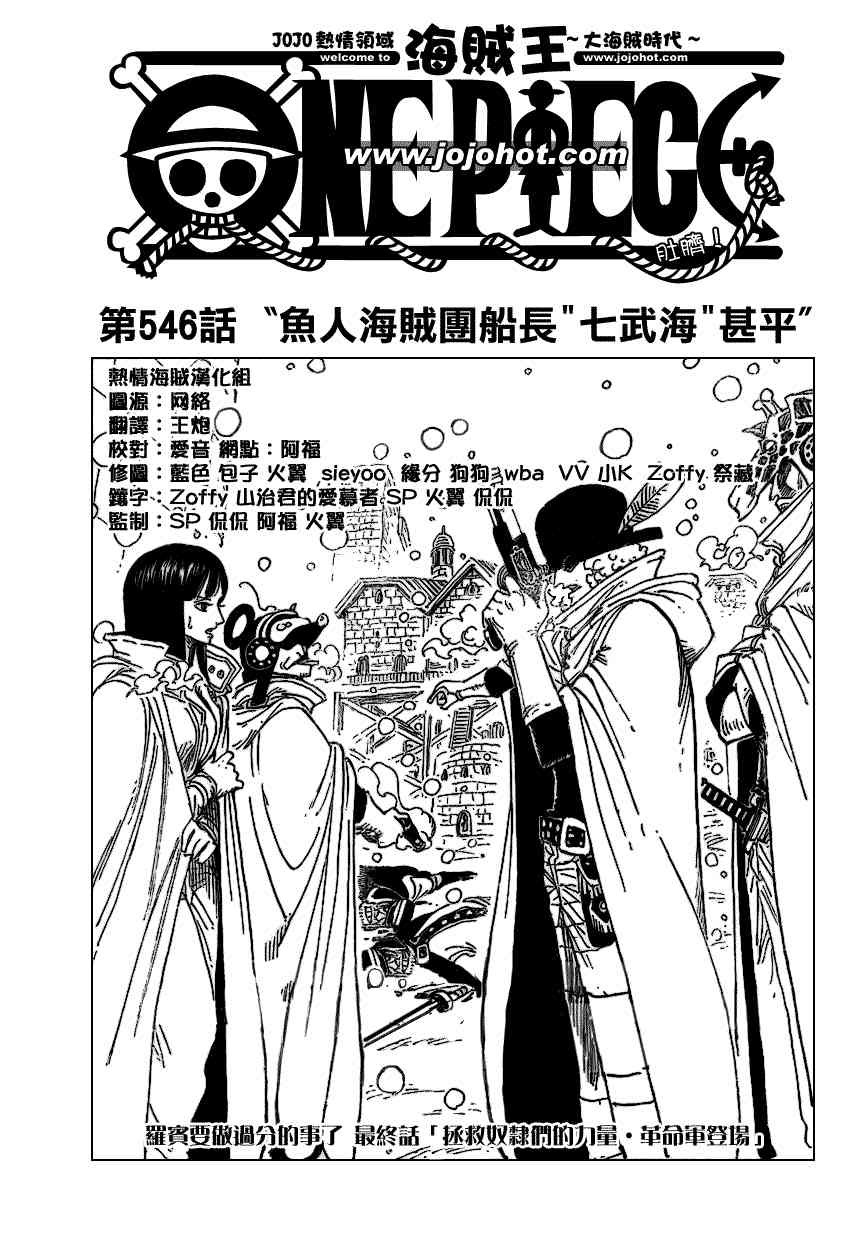 JOJO熱情領域 海賊王~大海賊時代~
welcome to www.jojohot.com
ONE PIECE
www.jojohot.com
肚臍!
第546話 〝魚人海賊團船長"七武海"甚平〞
熱情海賊漢化組
圖源：网絡
翻譯：王炮
校對：愛音 網點：阿福
修圖：藍色 包子 火翼 sieyoo 緣分 狗狗 wba VV 小K Zoffy 祭藏
鑲字：Zoffy 山治君的愛慕者 SP 火翼 侃侃
監制：SP 侃侃 阿福 火翼
羅賓要做過分的事了 最終話「拯救奴隸們的力量·革命軍登場」